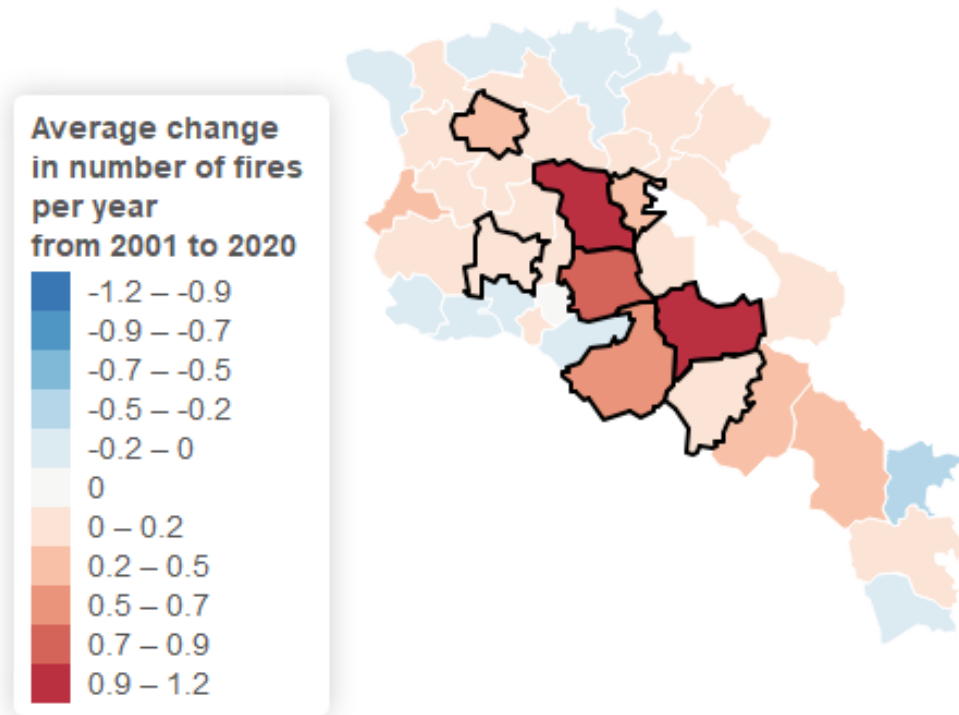 Average change
in number of fires
per year
from 2001 to 2020
-1.2 – -0.9
-0.9 – -0.7
-0.7 – -0.5
-0.5 – -0.2
-0.2 – 0
0
0 – 0.2
0.2 – 0.5
0.5 – 0.7
0.7 – 0.9
0.9 – 1.2